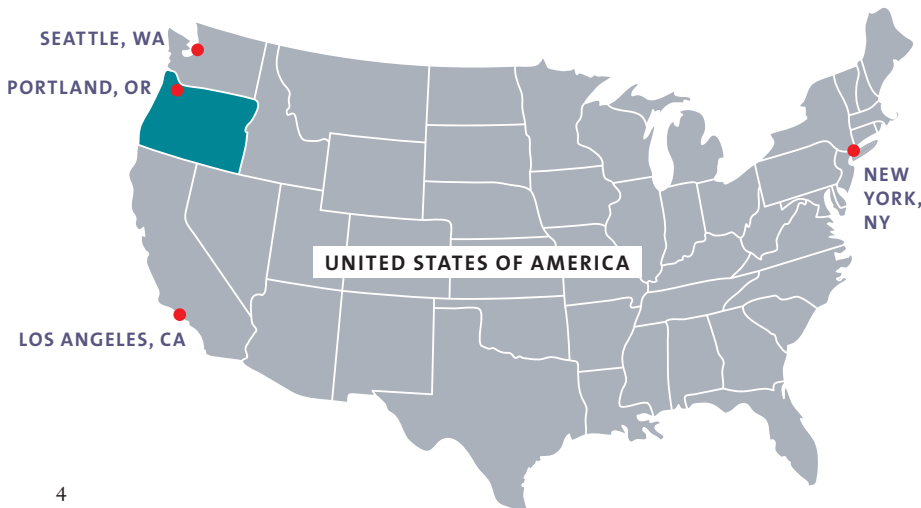 SEATTLE, WA
PORTLAND, OR
NEW
YORK,
NY
UNITED STATES OF AMERICA
LOS ANGELES, CA
4